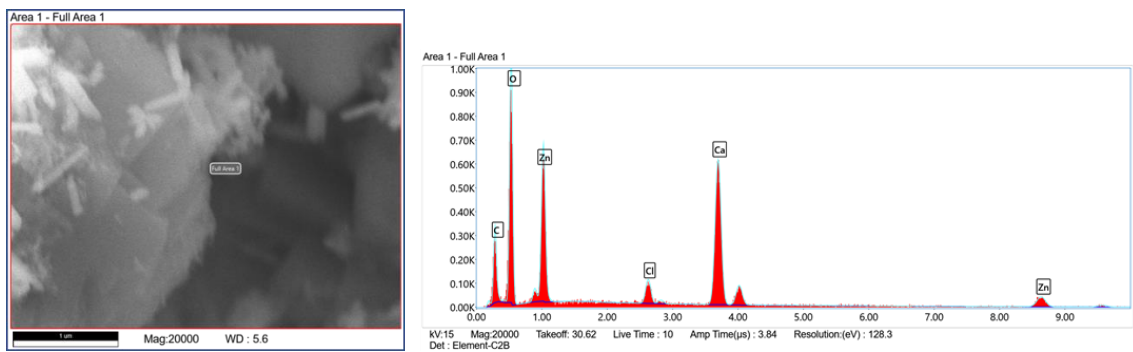 Area 1 - Full Area 1
Full Area 1
1 um
Mag:20000 WD : 5.6
Area 1 - Full Area 1
1.00K
0.90K
0.80K
0.70K
0.60K
0.50K
0.40K
0.30K
0.20K
0.10K
0.00K
O
Zn
Ca
C
Cl
Zn
0.00 1.00 2.00 3.00 4.00 5.00 6.00 7.00 8.00 9.00
kV:15 Mag:20000 Takeoff: 30.62 Live Time : 10 Amp Time(µs) : 3.84 Resolution:(eV) : 128.3
Det : Element-C2B